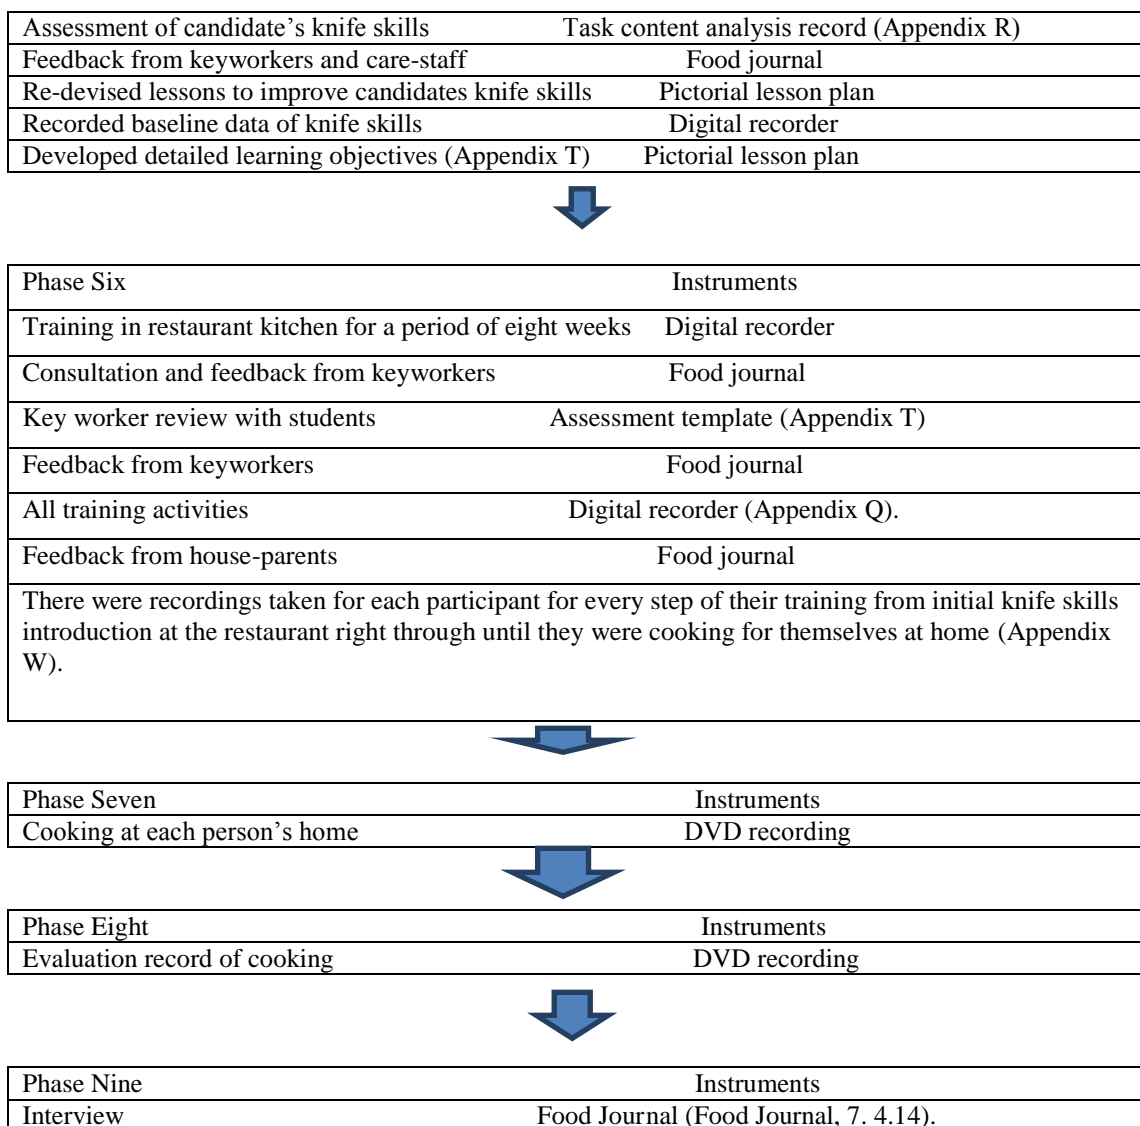 Assessment of candidate’s knife skills Task content analysis record (Appendix R)
Feedback from keyworkers and care-staff Food journal
Re-devised lessons to improve candidates knife skills Pictorial lesson plan
Recorded baseline data of knife skills Digital recorder
Developed detailed learning objectives (Appendix T) Pictorial lesson plan
Phase Six Instruments
Training in restaurant kitchen for a period of eight weeks Digital recorder
Consultation and feedback from keyworkers Food journal
Key worker review with students Assessment template (Appendix T)
Feedback from keyworkers Food journal
All training activities Digital recorder (Appendix Q).
Feedback from house-parents Food journal
There were recordings taken for each participant for every step of their training from initial knife skills
introduction at the restaurant right through until they were cooking for themselves at home (Appendix
W).
Phase Seven Instruments
Cooking at each person’s home DVD recording
Phase Eight Instruments
Evaluation record of cooking DVD recording
Phase Nine Instruments
Interview Food Journal (Food Journal, 7. 4.14).